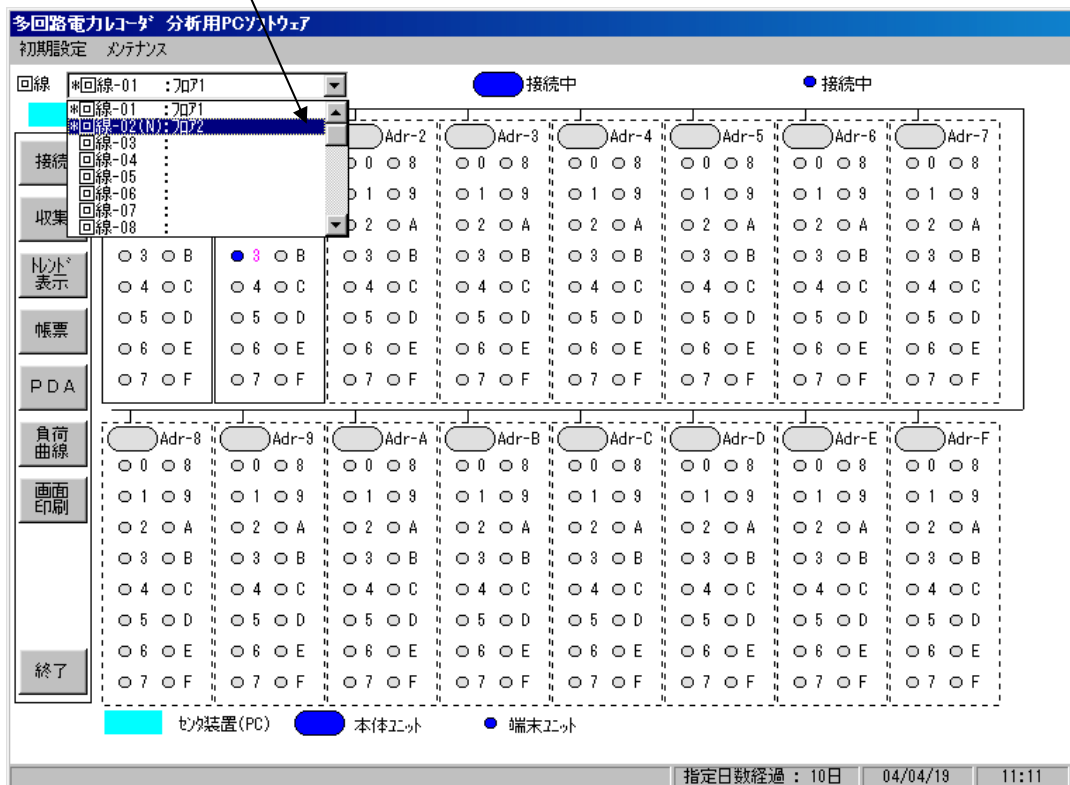 多回路電力ﾚｺｰﾀﾞ 分析用PCｿﾌﾄｳｪｱ
初期設定 ﾒﾝﾃﾅﾝｽ
回線 *回線-01 :ﾌﾛｱ1 接続中 接続中
*回線-01 :ﾌﾛｱ1
*回線-02(N):ﾌﾛｱ2
回線-03 :
回線-04 :
回線-05 :
回線-06 :
回線-07 :
回線-08 :
接続
収集
ﾄﾚﾝﾄﾞ
表示
帳票
PDA
負荷
曲線
画面
印刷
終了
Adr-2 Adr-3 Adr-4 Adr-5 Adr-6 Adr-7
0 8 0 8 0 8 0 8 0 8 0 8
1 9 1 9 1 9 1 9 1 9 1 9
2 A 2 A 2 A 2 A 2 A 2 A
3 B 3 B 3 B 3 B 3 B 3 B 3 B 3 B
4 C 4 C 4 C 4 C 4 C 4 C 4 C 4 C
5 D 5 D 5 D 5 D 5 D 5 D 5 D 5 D
6 E 6 E 6 E 6 E 6 E 6 E 6 E 6 E
7 F 7 F 7 F 7 F 7 F 7 F 7 F 7 F
Adr-8 Adr-9 Adr-A Adr-B Adr-C Adr-D Adr-E Adr-F
0 8 0 8 0 8 0 8 0 8 0 8 0 8 0 8
1 9 1 9 1 9 1 9 1 9 1 9 1 9 1 9
2 A 2 A 2 A 2 A 2 A 2 A 2 A 2 A
3 B 3 B 3 B 3 B 3 B 3 B 3 B 3 B
4 C 4 C 4 C 4 C 4 C 4 C 4 C 4 C
5 D 5 D 5 D 5 D 5 D 5 D 5 D 5 D
6 E 6 E 6 E 6 E 6 E 6 E 6 E 6 E
7 F 7 F 7 F 7 F 7 F 7 F 7 F 7 F
ｾﾝﾀ装置(PC) 本体ﾕﾆｯﾄ 端末ﾕﾆｯﾄ
指定日数経過 : 10日 04/04/19 11:11